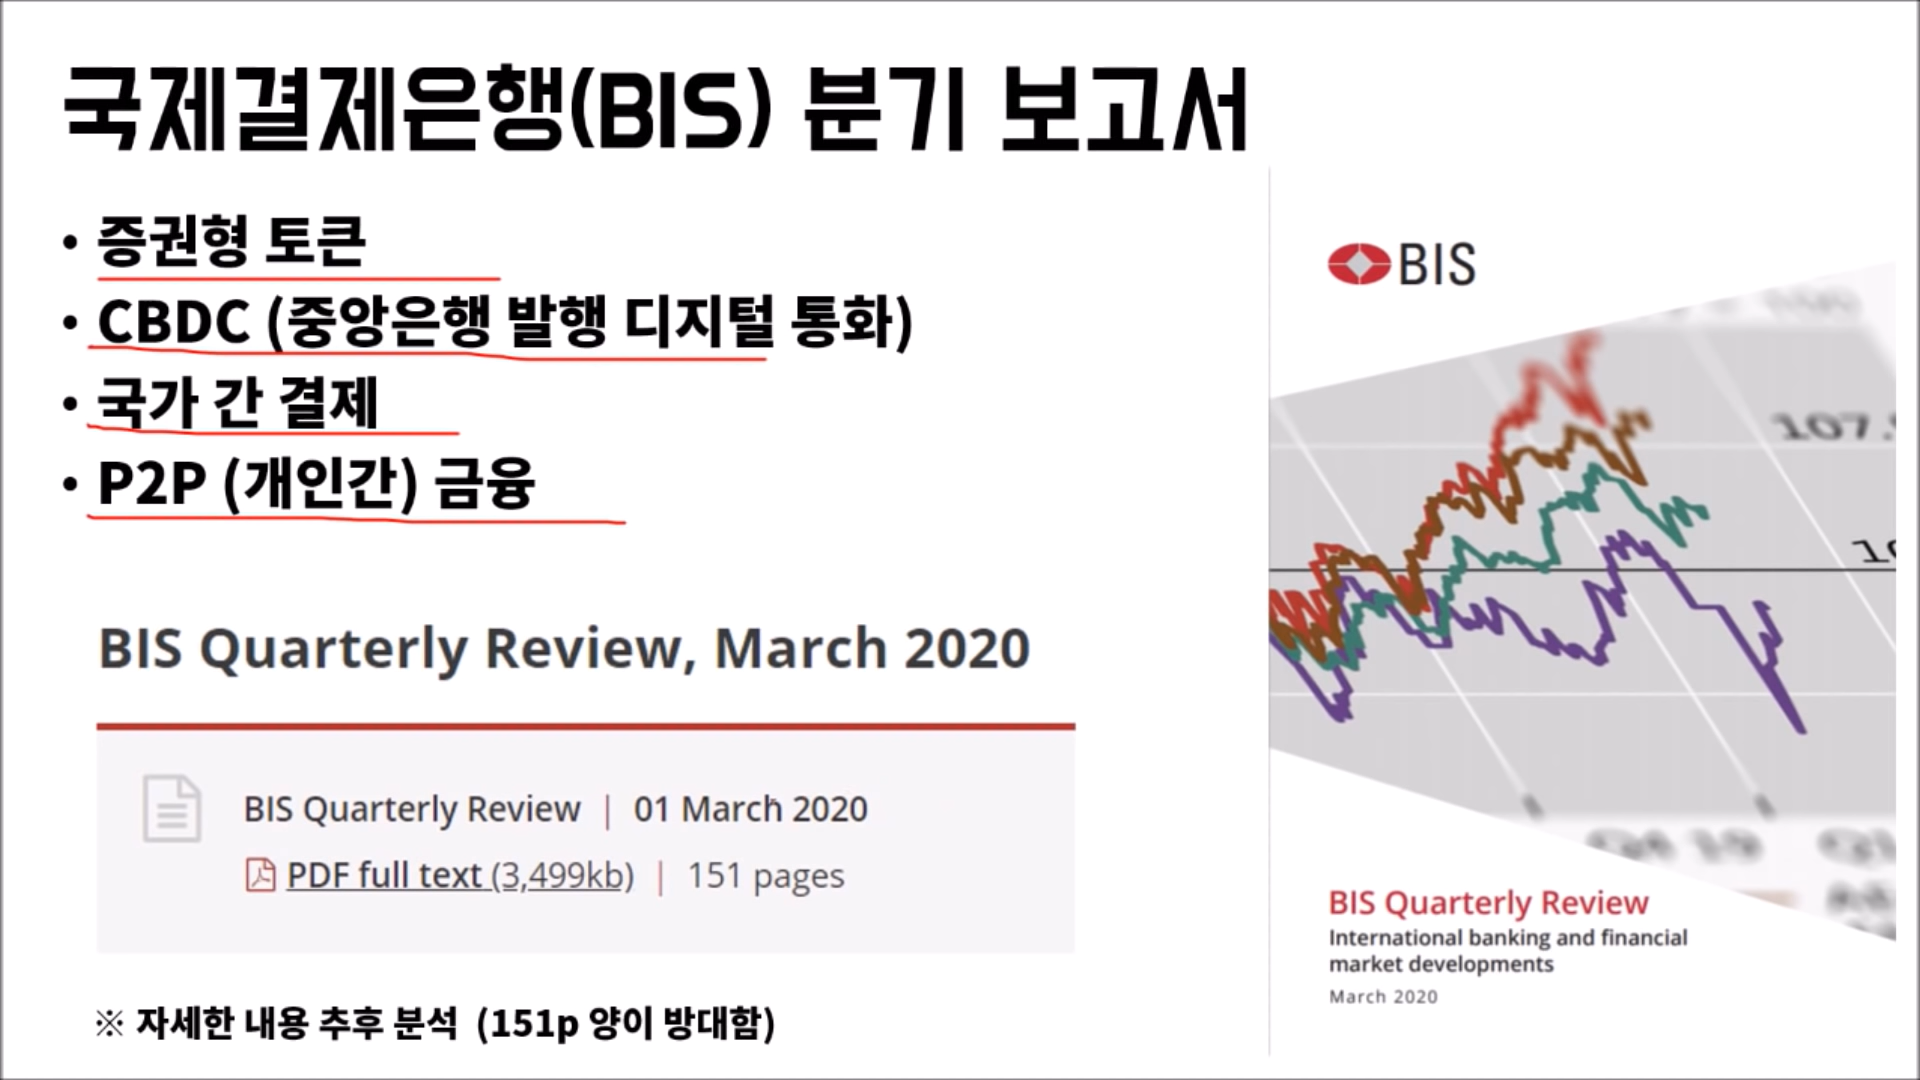 국제결제은행(BIS) 분기 보고서
• 증권형 토큰
• CBDC (중앙은행 발행 디지털 통화)
• 국가 간 결제
• P2P (개인간) 금융
BIS Quarterly Review, March 2020
BIS Quarterly Review | 01 March 2020
PDF full text (3,499kb) | 151 pages
※ 자세한 내용 추후 분석 (151p 양이 방대함)
BIS
107.
10
BIS Quarterly Review
International banking and financial
market developments
March 2020